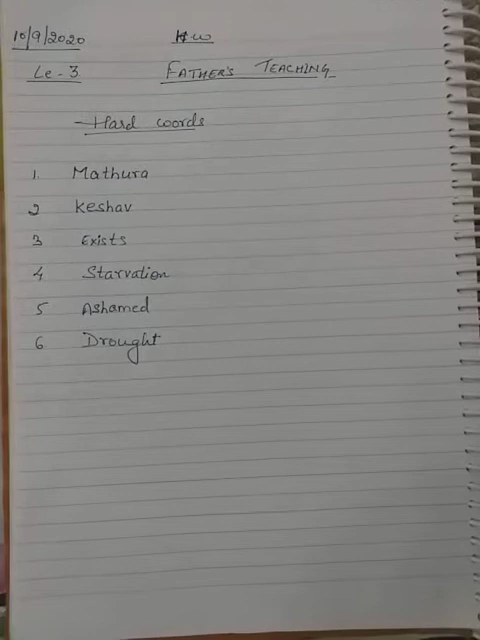 10/9/2020 H.W
Le-3 FATHER'S TEACHING
Hard words
1. Mathura
2 Keshav
3 Exists
4 Starvation
5 Ashamed
6 Drought